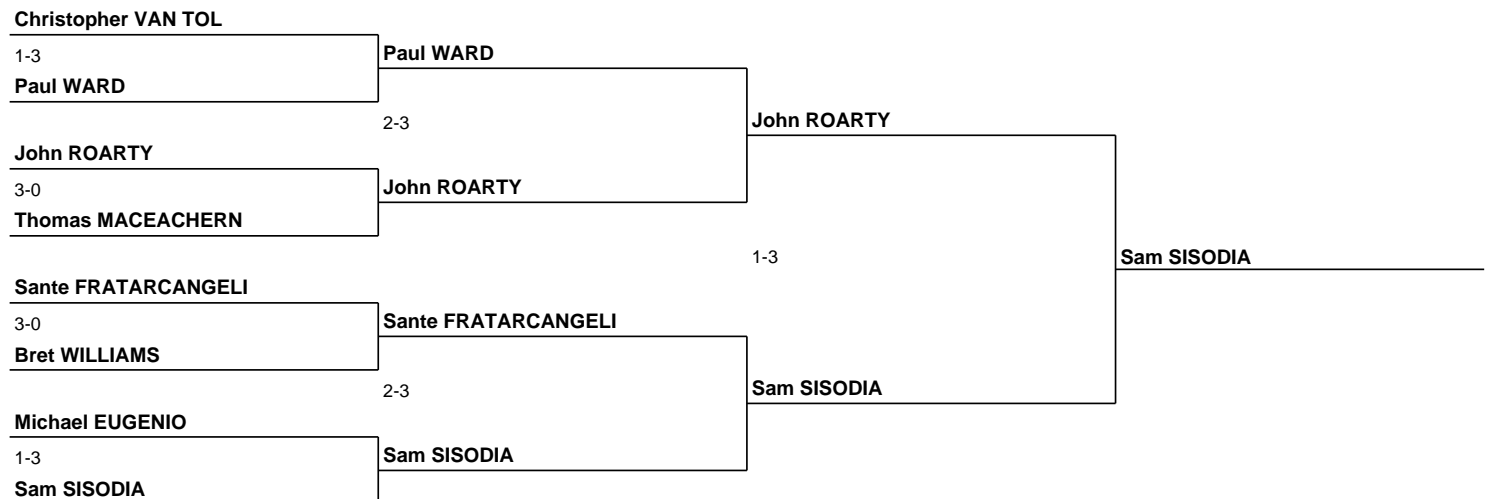 Christopher VAN TOL
1-3
Paul WARD
Paul WARD
2-3
John ROARTY
John ROARTY
3-0
John ROARTY
Thomas MACEACHERN
1-3
Sam SISODIA
Sante FRATARCANGELI
3-0
Sante FRATARCANGELI
Bret WILLIAMS
2-3
Sam SISODIA
Michael EUGENIO
1-3
Sam SISODIA
Sam SISODIA